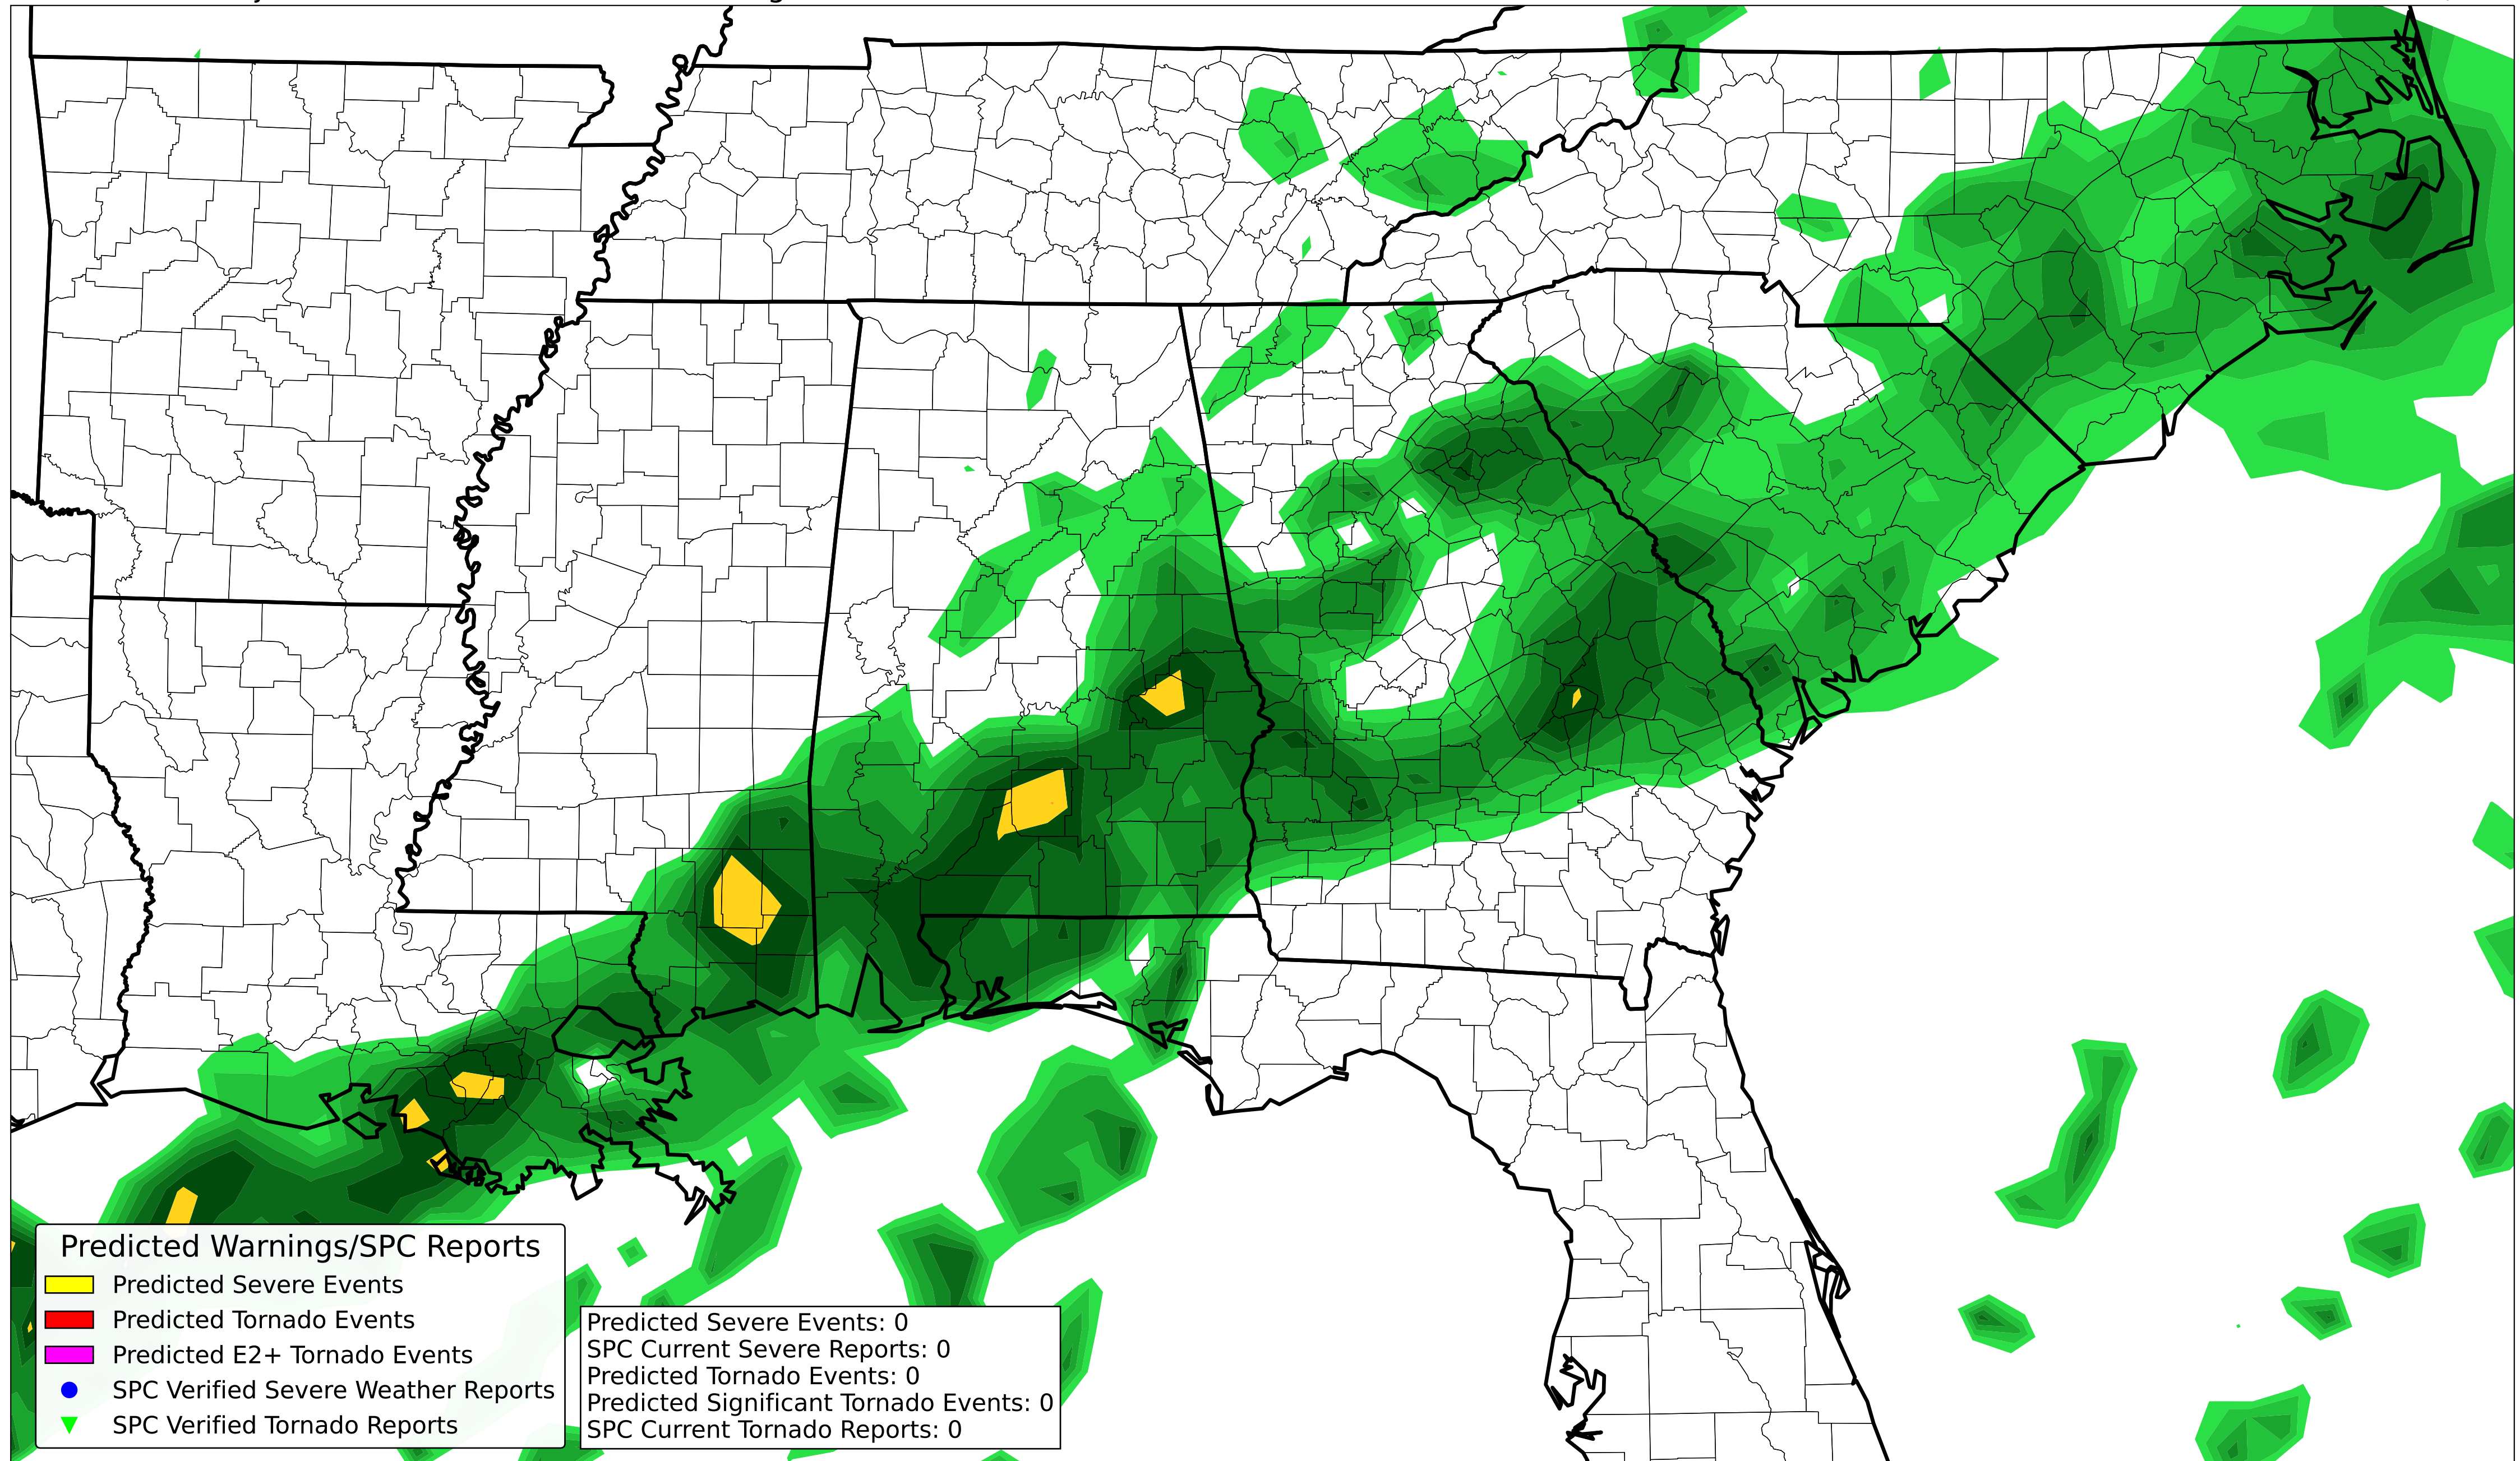 Predicted Warnings/SPC Reports
Predicted Severe Events
Predicted Tornado Events
Predicted E2+ Tornado Events
SPC Verified Severe Weather Reports
SPC Verified Tornado Reports
Predicted Severe Events: 0
SPC Current Severe Reports: 0
Predicted Tornado Events: 0
Predicted Significant Tornado Events: 0
SPC Current Tornado Reports: 0